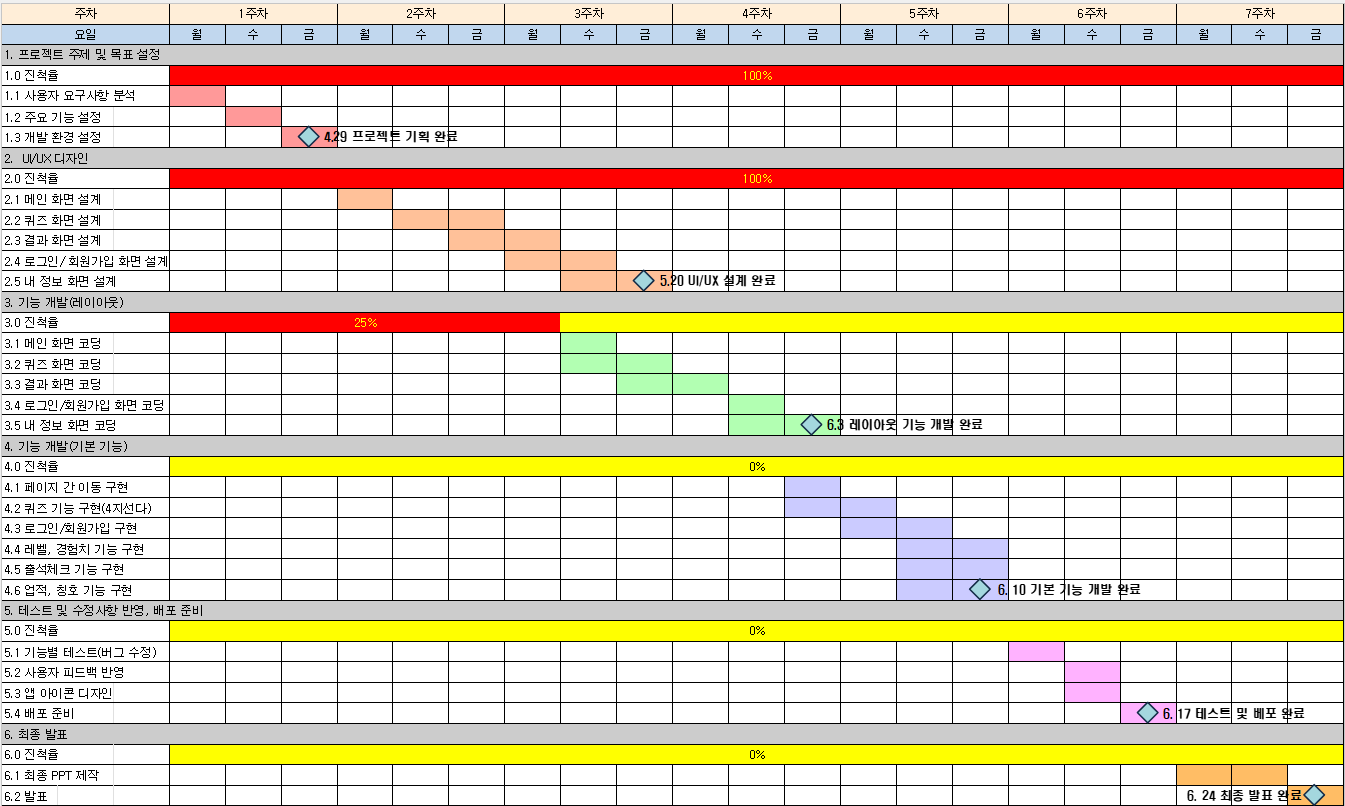 주차 1주차 2주차 3주차 4주차 5주차 6주차 7주차
요일 월 수 금 월 수 금 월 수 금 월 수 금 월 수 금 월 수 금 월 수 금
1. 프로젝트 주제 및 목표 설정
1.0 진척율 100%
1.1 사용자 요구사항 분석
1.2 주요 기능 설정
1.3 개발 환경 설정 4.29 프로젝트 기획 완료
2. UI/UX 디자인
2.0 진척율 100%
2.1 메인 화면 설계
2.2 퀴즈 화면 설계
2.3 결과 화면 설계
2.4 로그인/회원가입 화면 설계
2.5 내 정보 화면 설계 5.20 UI/UX 설계 완료
3. 기능 개발(레이아웃)
3.0 진척율 25%
3.1 메인 화면 코딩
3.2 퀴즈 화면 코딩
3.3 결과 화면 코딩
3.4 로그인/회원가입 화면 코딩
3.5 내 정보 화면 코딩 6.3 레이아웃 기능 개발 완료
4. 기능 개발(기본 기능)
4.0 진척율 0%
4.1 페이지 간 이동 구현
4.2 퀴즈 기능 구현(4지선다)
4.3 로그인/회원가입 구현
4.4 레벨, 경험치 기능 구현
4.5 출석체크 기능 구현
4.6 업적, 칭호 기능 구현 6. 10 기본 기능 개발 완료
5. 테스트 및 수정사항 반영, 배포 준비
5.0 진척율 0%
5.1 기능별 테스트(버그 수정)
5.2 사용자 피드백 반영
5.3 앱 아이콘 디자인
5.4 배포 준비 6. 17 테스트 및 베포 완료
6. 최종 발표
6.0 진척율 0%
6.1 최종 PPT 제작
6.2 발표 6. 24 최종 발표 완료